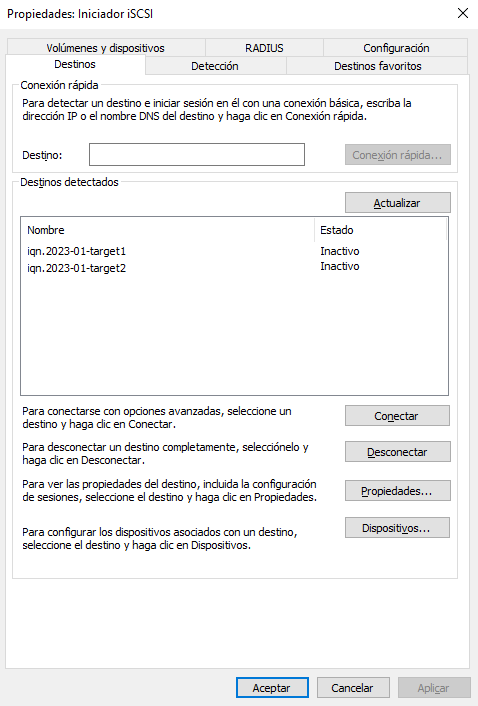 Propiedades: Iniciador iSCSI
Volúmenes y dispositivos
RADIUS
Configuración
Destinos
Detección
Destinos favoritos
Conexión rápida
Para detectar un destino e iniciar sesión en él con una conexión básica, escriba la
dirección IP o el nombre DNS del destino y haga clic en Conexión rápida.
Destino:
Conexión rápida...
Destinos detectados
Actualizar
Nombre
Estado
iqn.2023-01-target1
Inactivo
iqn.2023-01-target2
Inactivo
Para conectarse con opciones avanzadas, seleccione un
destino y haga clic en Conectar.
Conectar
Para desconectar un destino completamente, selecciónelo y
haga clic en Desconectar.
Desconectar
Para ver las propiedades del destino, incluida la configuración
de sesiones, seleccione el destino y haga clic en Propiedades.
Propiedades...
Para configurar los dispositivos asociados con un destino,
seleccione el destino y haga clic en Dispositivos.
Dispositivos...
Aceptar
Cancelar
Aplicar